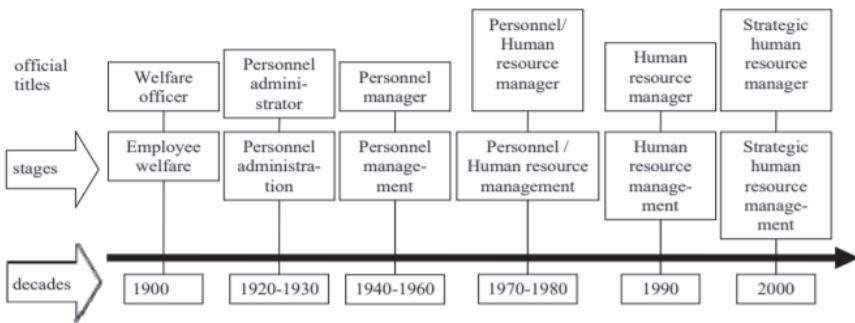 official
titles
Welfare
officer
Personnel
admini-
strator
Personnel
manager
Personnel/
Human
resource
manager
Human
resource
manager
Strategic
human
resource
manager
stages
Employee
welfare
Personnel
administra-
tion
Personnel
manage-
ment
Personnel /
Human resource
management
Human
resource
manage-
ment
Strategic
human
resource
manage-
ment
decades
1900
1920-1930
1940-1960
1970-1980
1990
2000